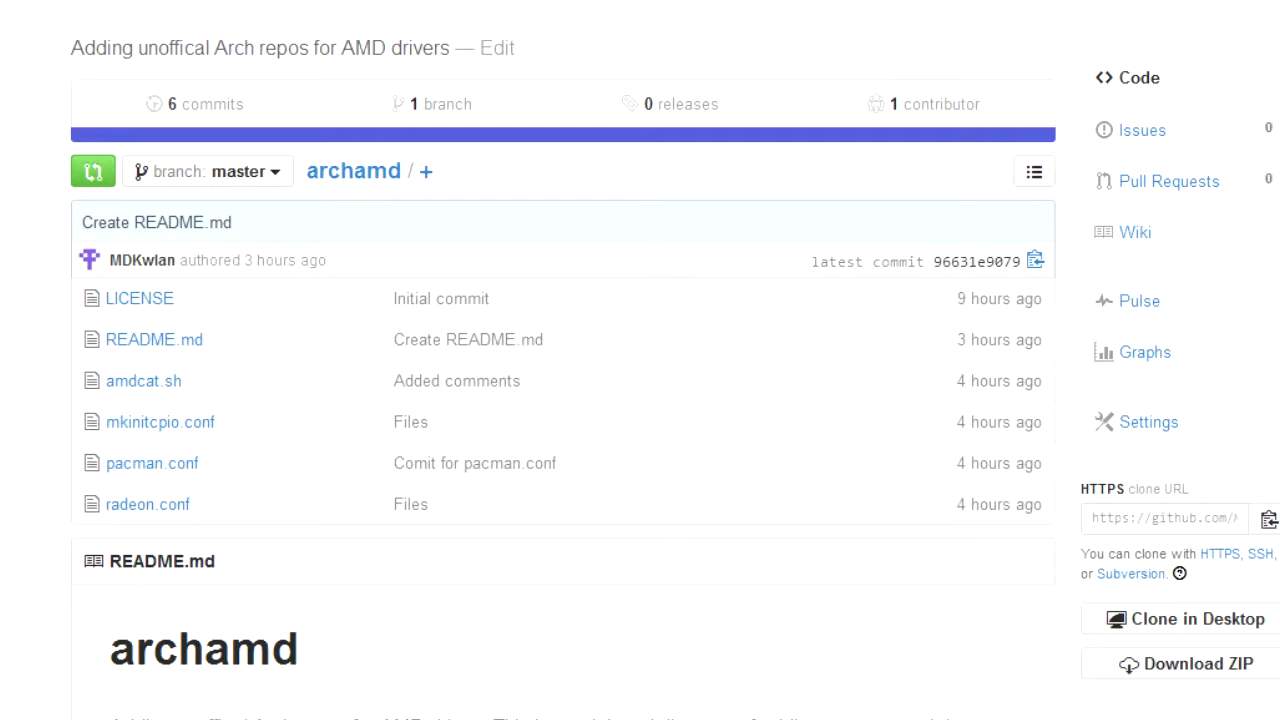 Adding unoffical Arch repos for AMD drivers — Edit
6 commits 1 branch 0 releases 1 contributor
branch: master archamd / +
Create README.md
MDKwlan authored 3 hours ago latest commit 96631e9079
LICENSE Initial commit 9 hours ago
README.md Create README.md 3 hours ago
amdcat.sh Added comments 4 hours ago
mkinitcpio.conf Files 4 hours ago
pacman.conf Comit for pacman.conf 4 hours ago
radeon.conf Files 4 hours ago
README.md
archamd
Code
Issues 0
Pull Requests 0
Wiki
Pulse
Graphs
Settings
HTTPS clone URL
https://github.com/
You can clone with HTTPS, SSH,
or Subversion.
Clone in Desktop
Download ZIP